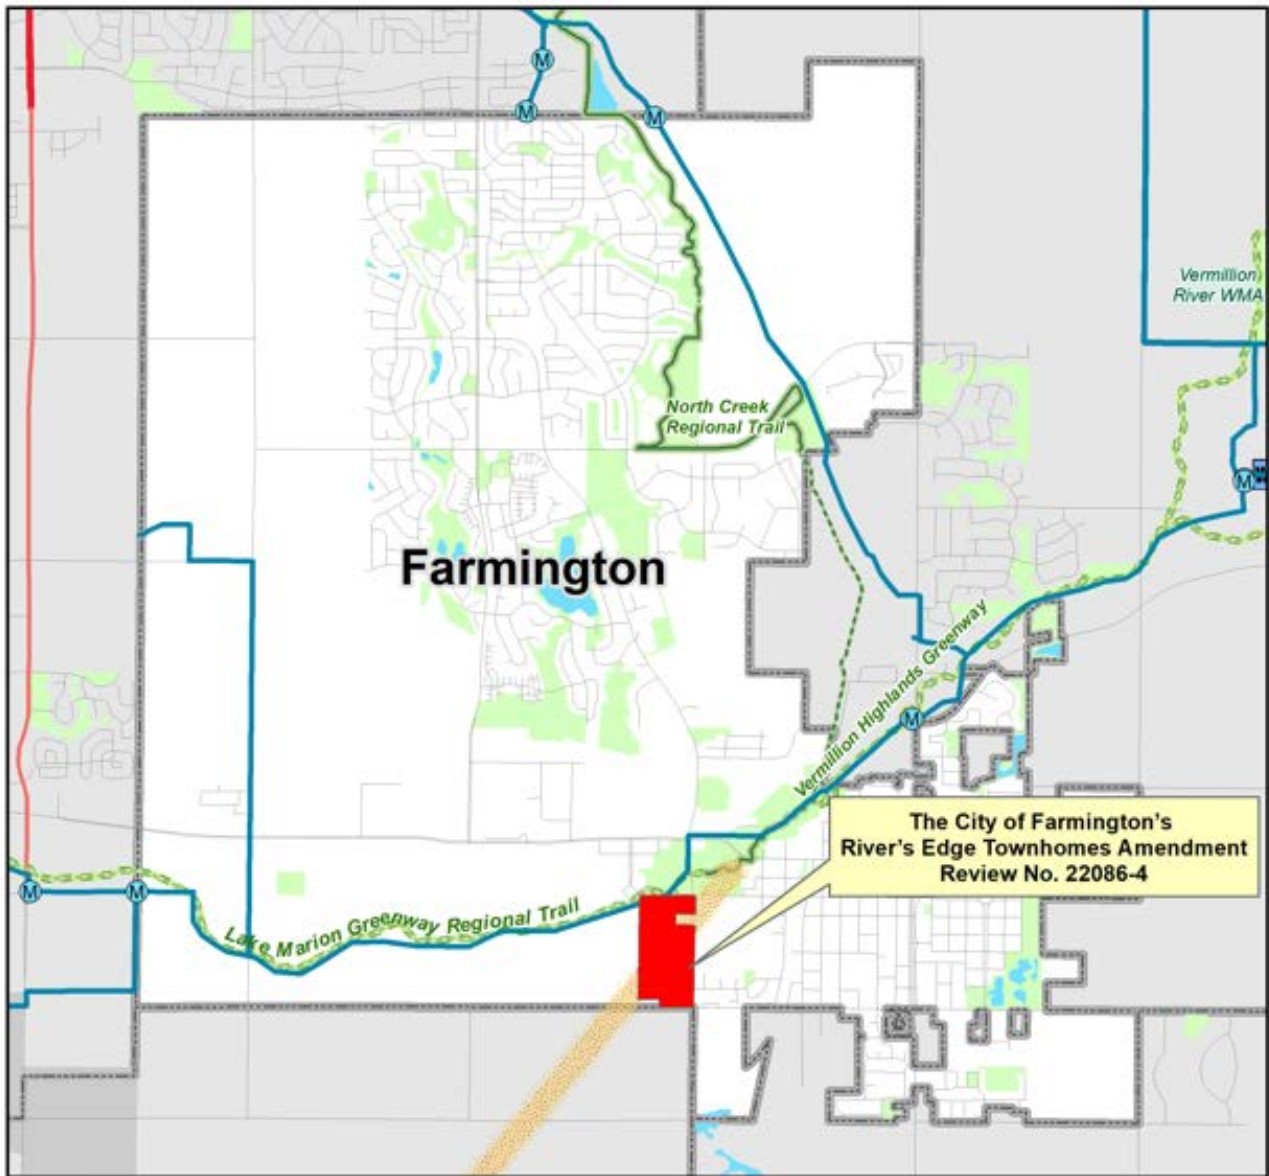 M
M
M
Vermillion
River WMA
North Creek
Regional Trail
M
Farmington
Vermillion Highlands Greenway
M
The City of Farmington's
River's Edge Townhomes Amendment
Review No. 22086-4
M
M
Lake Marion Greenway Regional Trail